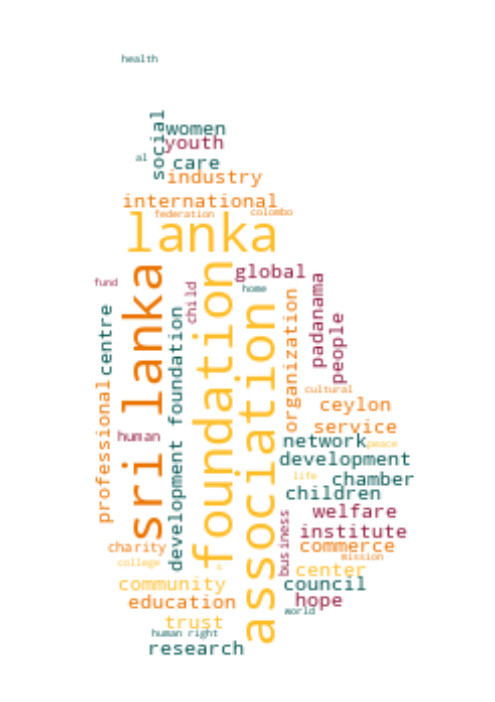 health
social
women
youth
al
care
industry
international
federation
colombo
lanka
global
fund
sri lanka
child
foundation
home
padanama
organization
association
people
centre
development foundation
professional
cultural
ceylon
service
human
network
peace
development
life
chamber
children
welfare
business
institute
charity
commerce
mission
college
s
center
community
council
education
hope
world
trust
human right
research